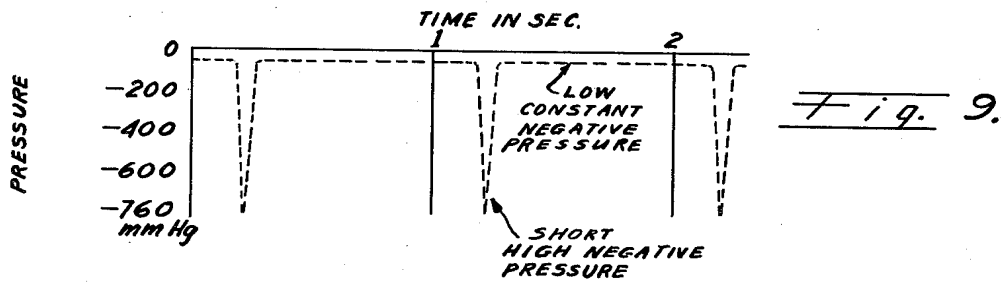 TIME IN SEC.
1 2
0
-200
-400
-600
-760
mm Hg
PRESSURE
LOW
CONSTANT
NEGATIVE
PRESSURE
SHORT
HIGH NEGATIVE
PRESSURE
Fig. 9.